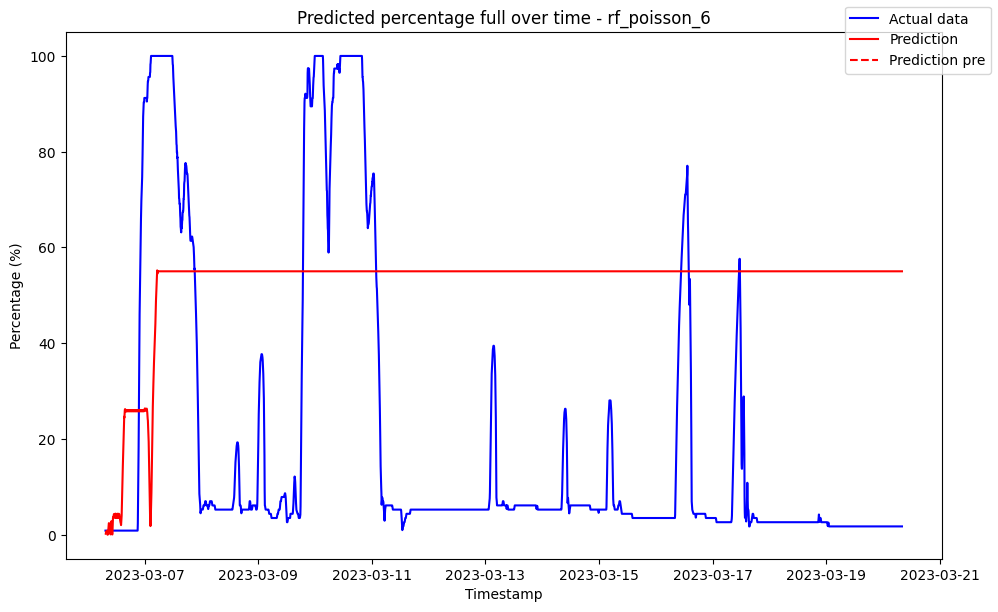 Predicted percentage full over time - rf_poisson_6
Actual data
Prediction
Prediction pre
Percentage (%)
100
80
60
40
20
0
2023-03-07
2023-03-09
2023-03-11
2023-03-13
2023-03-15
2023-03-17
2023-03-19
2023-03-21
Timestamp